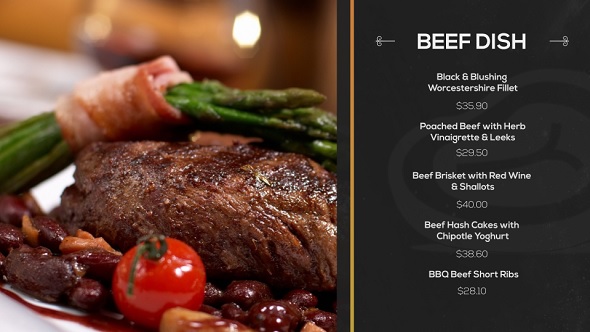 BEEF DISH
Black & Blushing
Worcestershire Fillet
$35.90
Poached Beef with Herb
Vinaigrette & Leeks
$29.50
Beef Brisket with Red Wine
& Shallots
$40.00
Beef Hash Cakes with
Chipotle Yoghurt
$38.60
BBQ Beef Short Ribs
$28.10